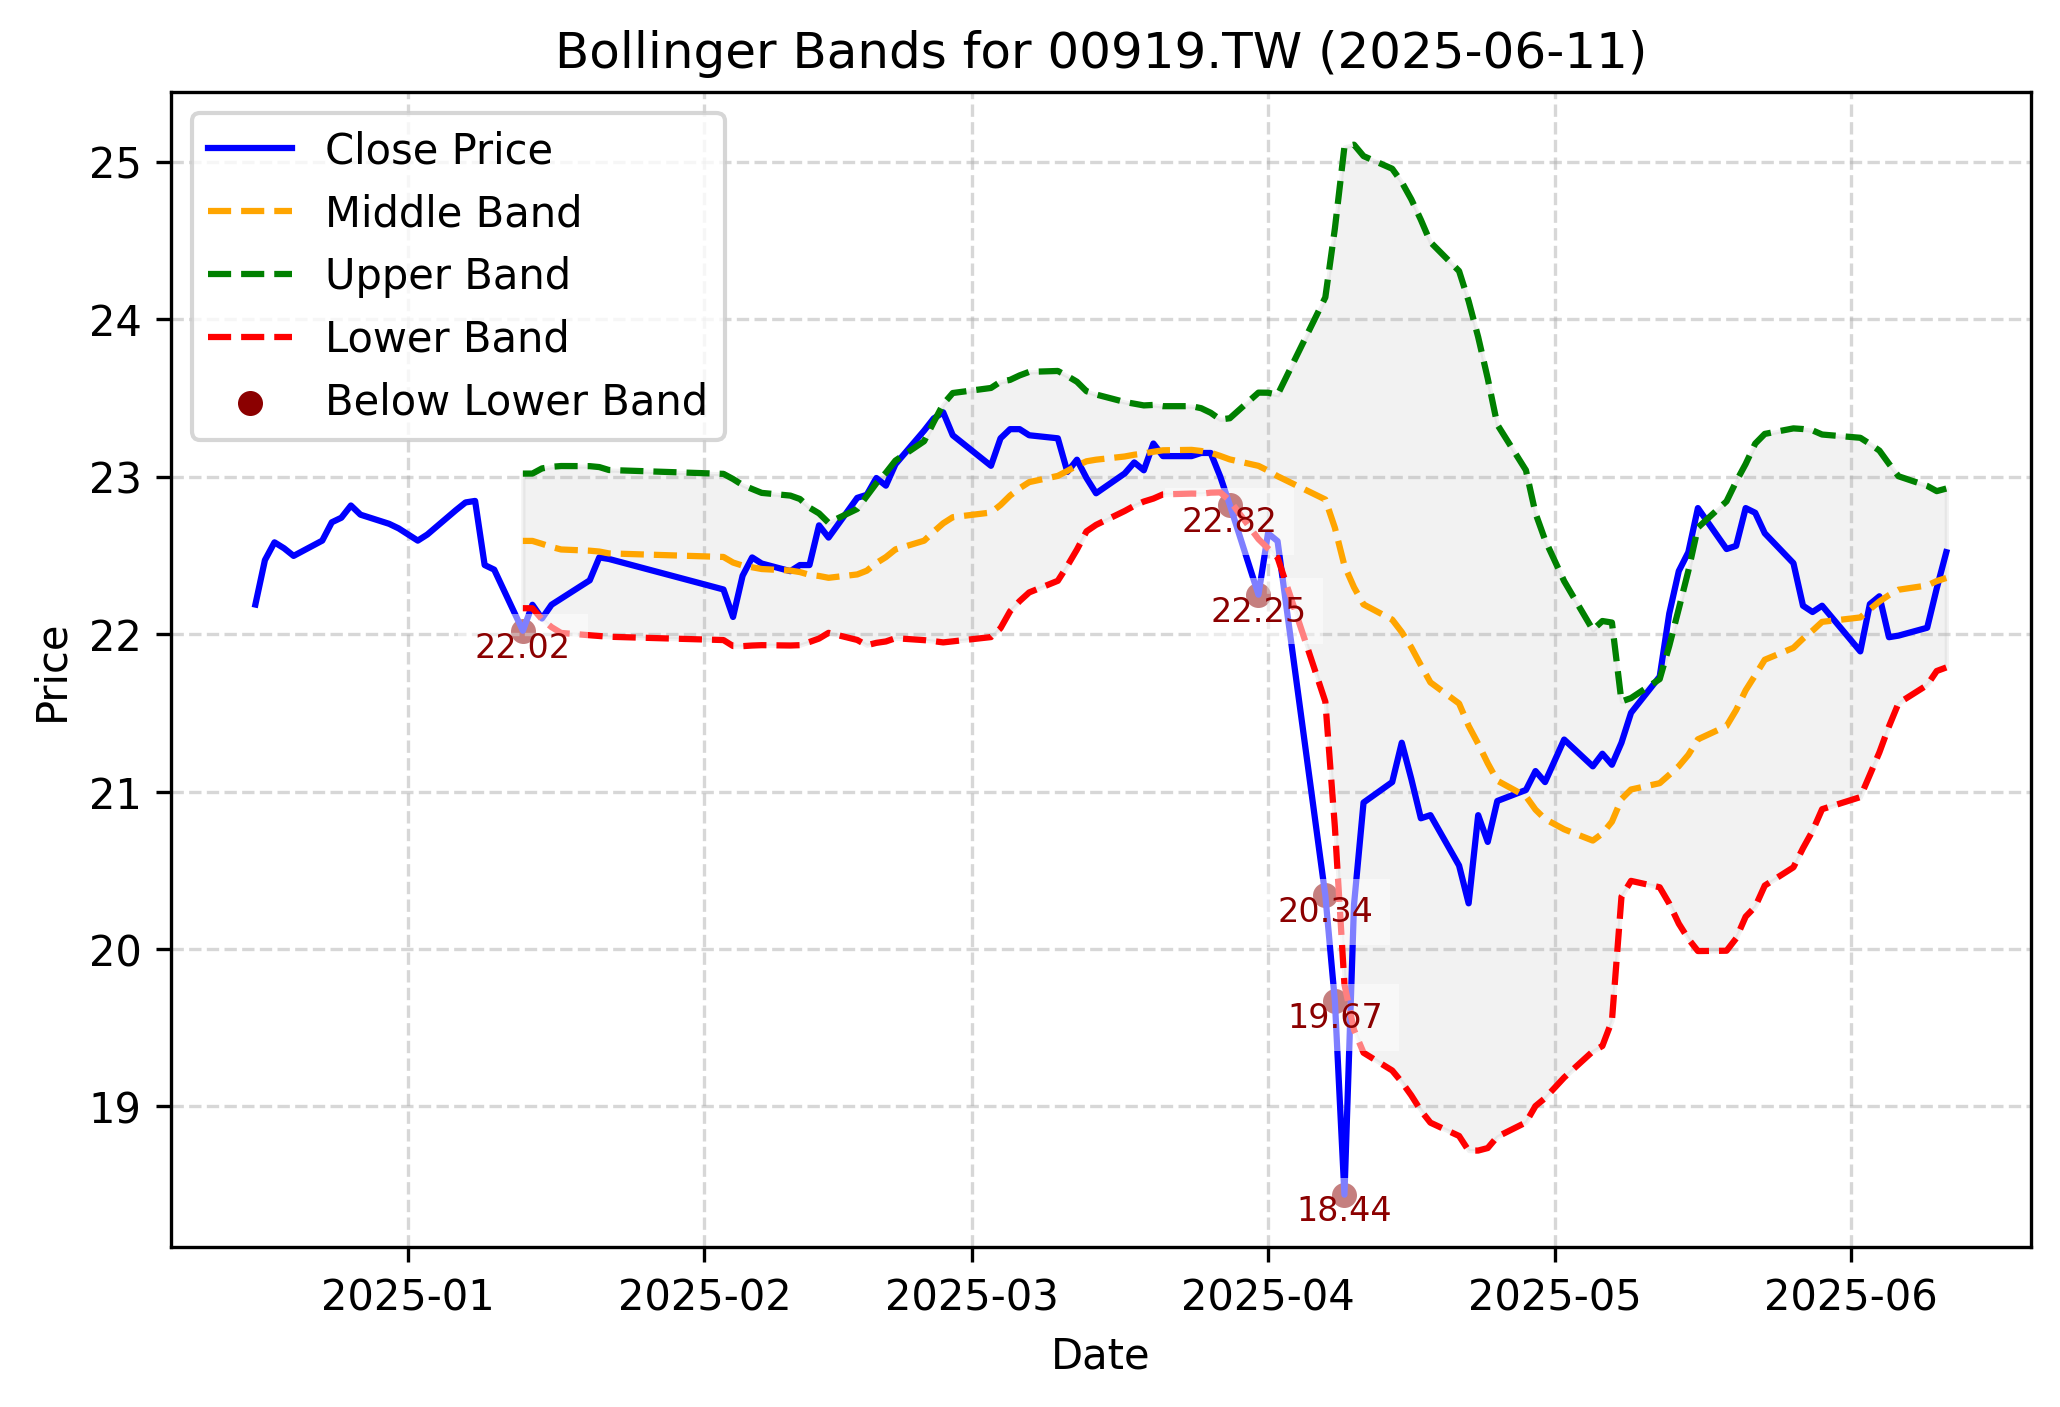 Bollinger Bands for 00919.TW (2025-06-11)
Close Price
Middle Band
Upper Band
Lower Band
Below Lower Band
25
24
23
22
21
20
19
Price
22.02
22.82
22.25
20.34
19.67
18.44
2025-01
2025-02
2025-03
2025-04
2025-05
2025-06
Date